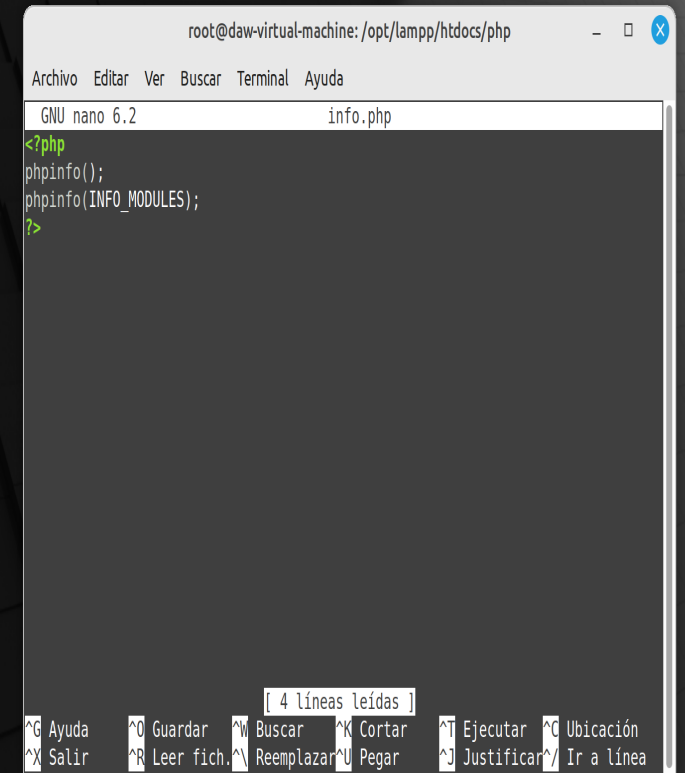 root@daw-virtual-machine: /opt/lampp/htdocs/php
Archivo Editar Ver Buscar Terminal Ayuda
GNU nano 6.2 info.php
<?php
phpinfo();
phpinfo(INFO_MODULES);
?>
[ 4 líneas leídas ]
^G Ayuda ^O Guardar ^W Buscar ^K Cortar ^T Ejecutar ^C Ubicación
^X Salir ^R Leer fich. ^\ Reemplazar ^U Pegar ^J Justificar ^/ Ir a línea